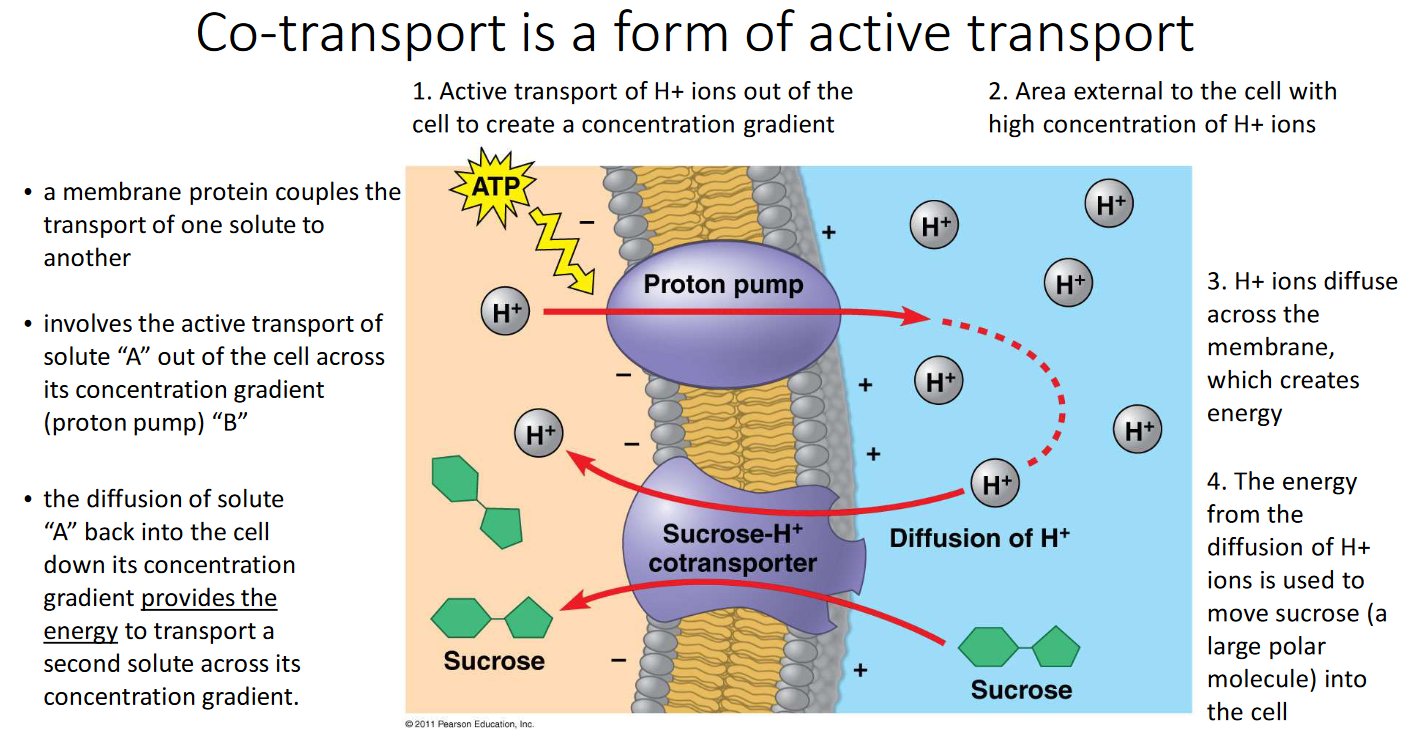 Co-transport is a form of active transport
1. Active transport of H+ ions out of the
cell to create a concentration gradient
2. Area external to the cell with
high concentration of H+ ions
• a membrane protein couples the
transport of one solute to
another
• involves the active transport of
solute “A” out of the cell across
its concentration gradient
(proton pump) “B”
• the diffusion of solute
“A” back into the cell
down its concentration
gradient provides the
energy to transport a
second solute across its
concentration gradient.
ATP
–
+
H⁺
H⁺
H⁺
Proton pump
H⁺
–
+
H⁺
H⁺
–
+
H⁺
H⁺
Sucrose-H⁺
cotransporter
Diffusion of H⁺
Sucrose
–
+
Sucrose
© 2011 Pearson Education, Inc.
3. H+ ions diffuse
across the
membrane,
which creates
energy
4. The energy
from the
diffusion of H+
ions is used to
move sucrose (a
large polar
molecule) into
the cell